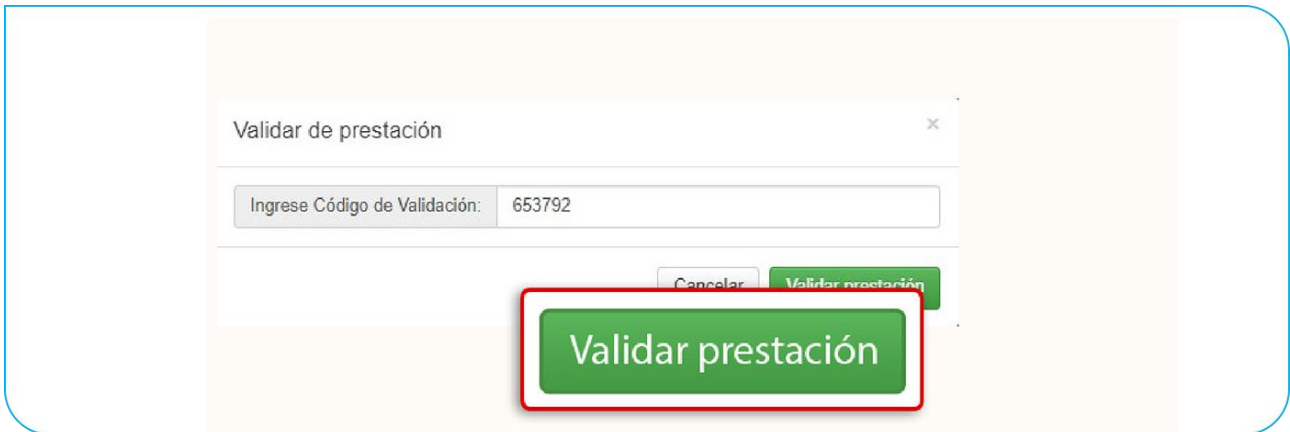 Validar de prestación ×
Ingrese Código de Validación: 653792
Cancelar Validar prestación
Validar prestación